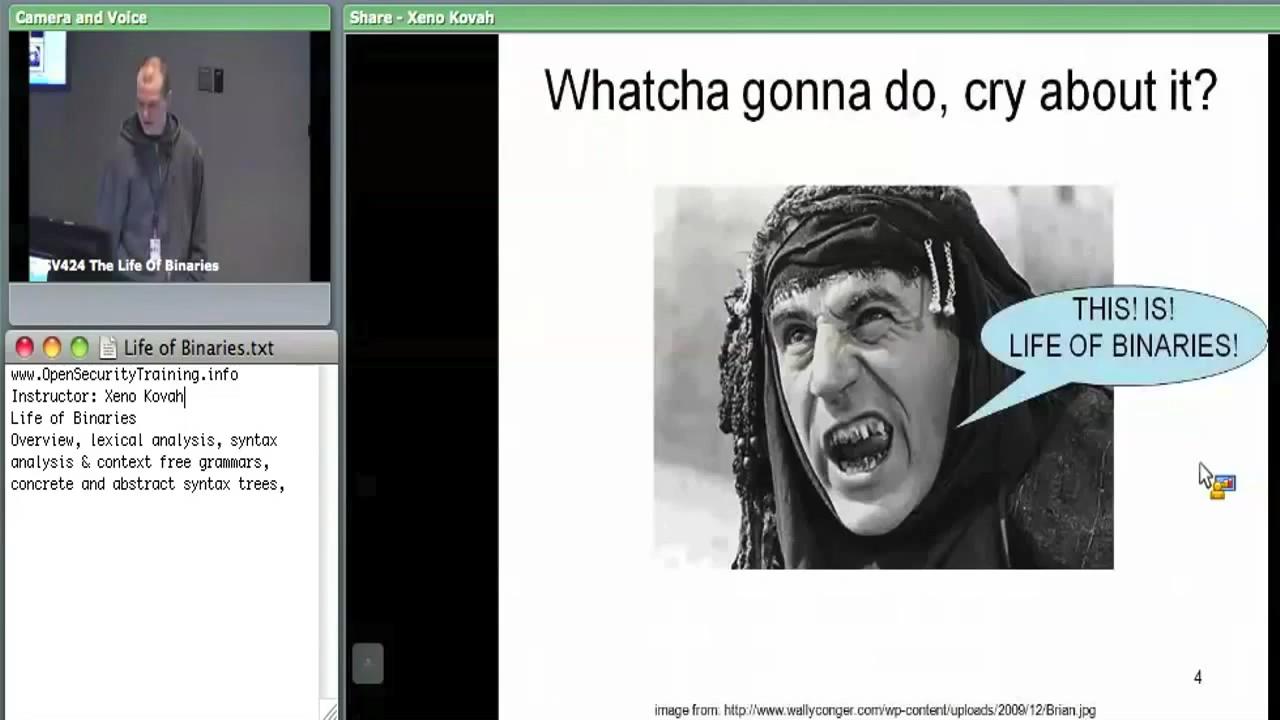 Camera and Voice
SV424 The Life Of Binaries
Life of Binaries.txt
www.OpenSecurityTraining.info
Instructor: Xeno Kovah
Life of Binaries
Overview, lexical analysis, syntax
analysis & context free grammars,
concrete and abstract syntax trees,
Share - Xeno Kovah
Whatcha gonna do, cry about it?
THIS! IS!
LIFE OF BINARIES!
4
image from: http://www.wallyconger.com/wp-content/uploads/2009/12/Brian.jpg